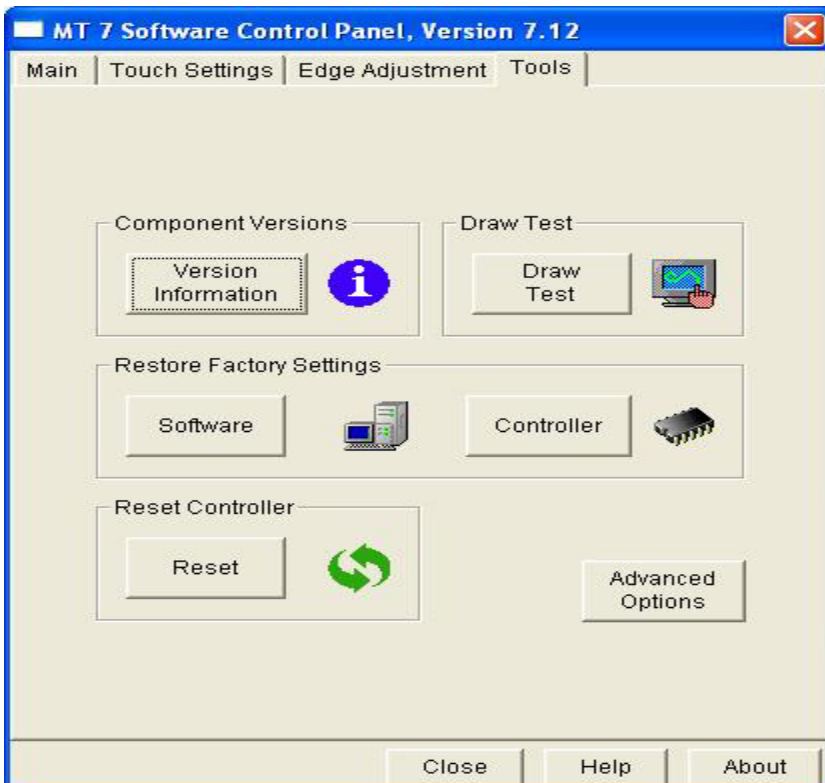 MT 7 Software Control Panel, Version 7.12
Main Touch Settings Edge Adjustment Tools
Component Versions
Version
Information
Draw Test
Draw
Test
Restore Factory Settings
Software
Controller
Reset Controller
Reset
Advanced
Options
Close Help About